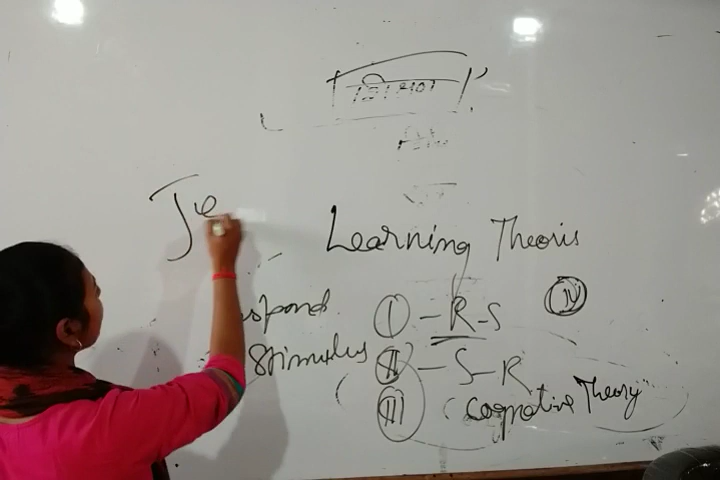 Je
Learning Theoris
spond (I) - R-S (IV)
Stimulus (II) - S-R
(III) (Cognative Theory